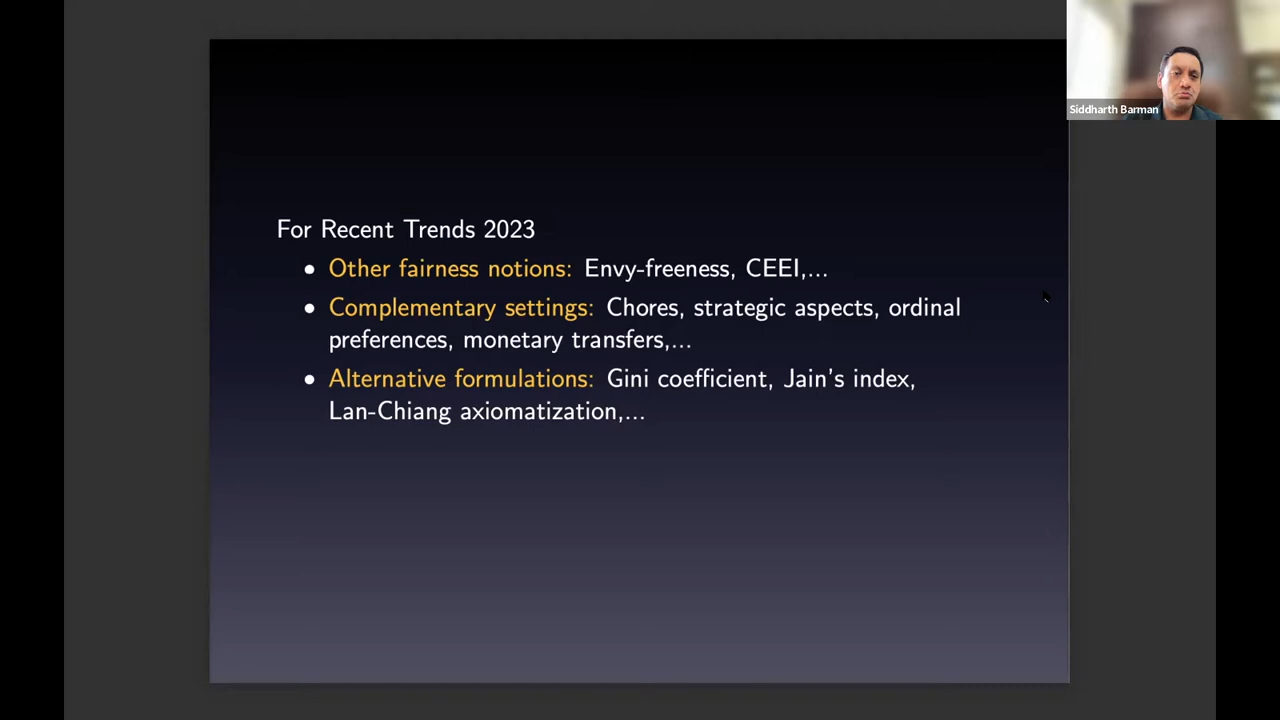 Siddharth Barman
For Recent Trends 2023
• Other fairness notions: Envy-freeness, CEEI,...
• Complementary settings: Chores, strategic aspects, ordinal
preferences, monetary transfers,...
• Alternative formulations: Gini coefficient, Jain's index,
Lan-Chiang axiomatization,...